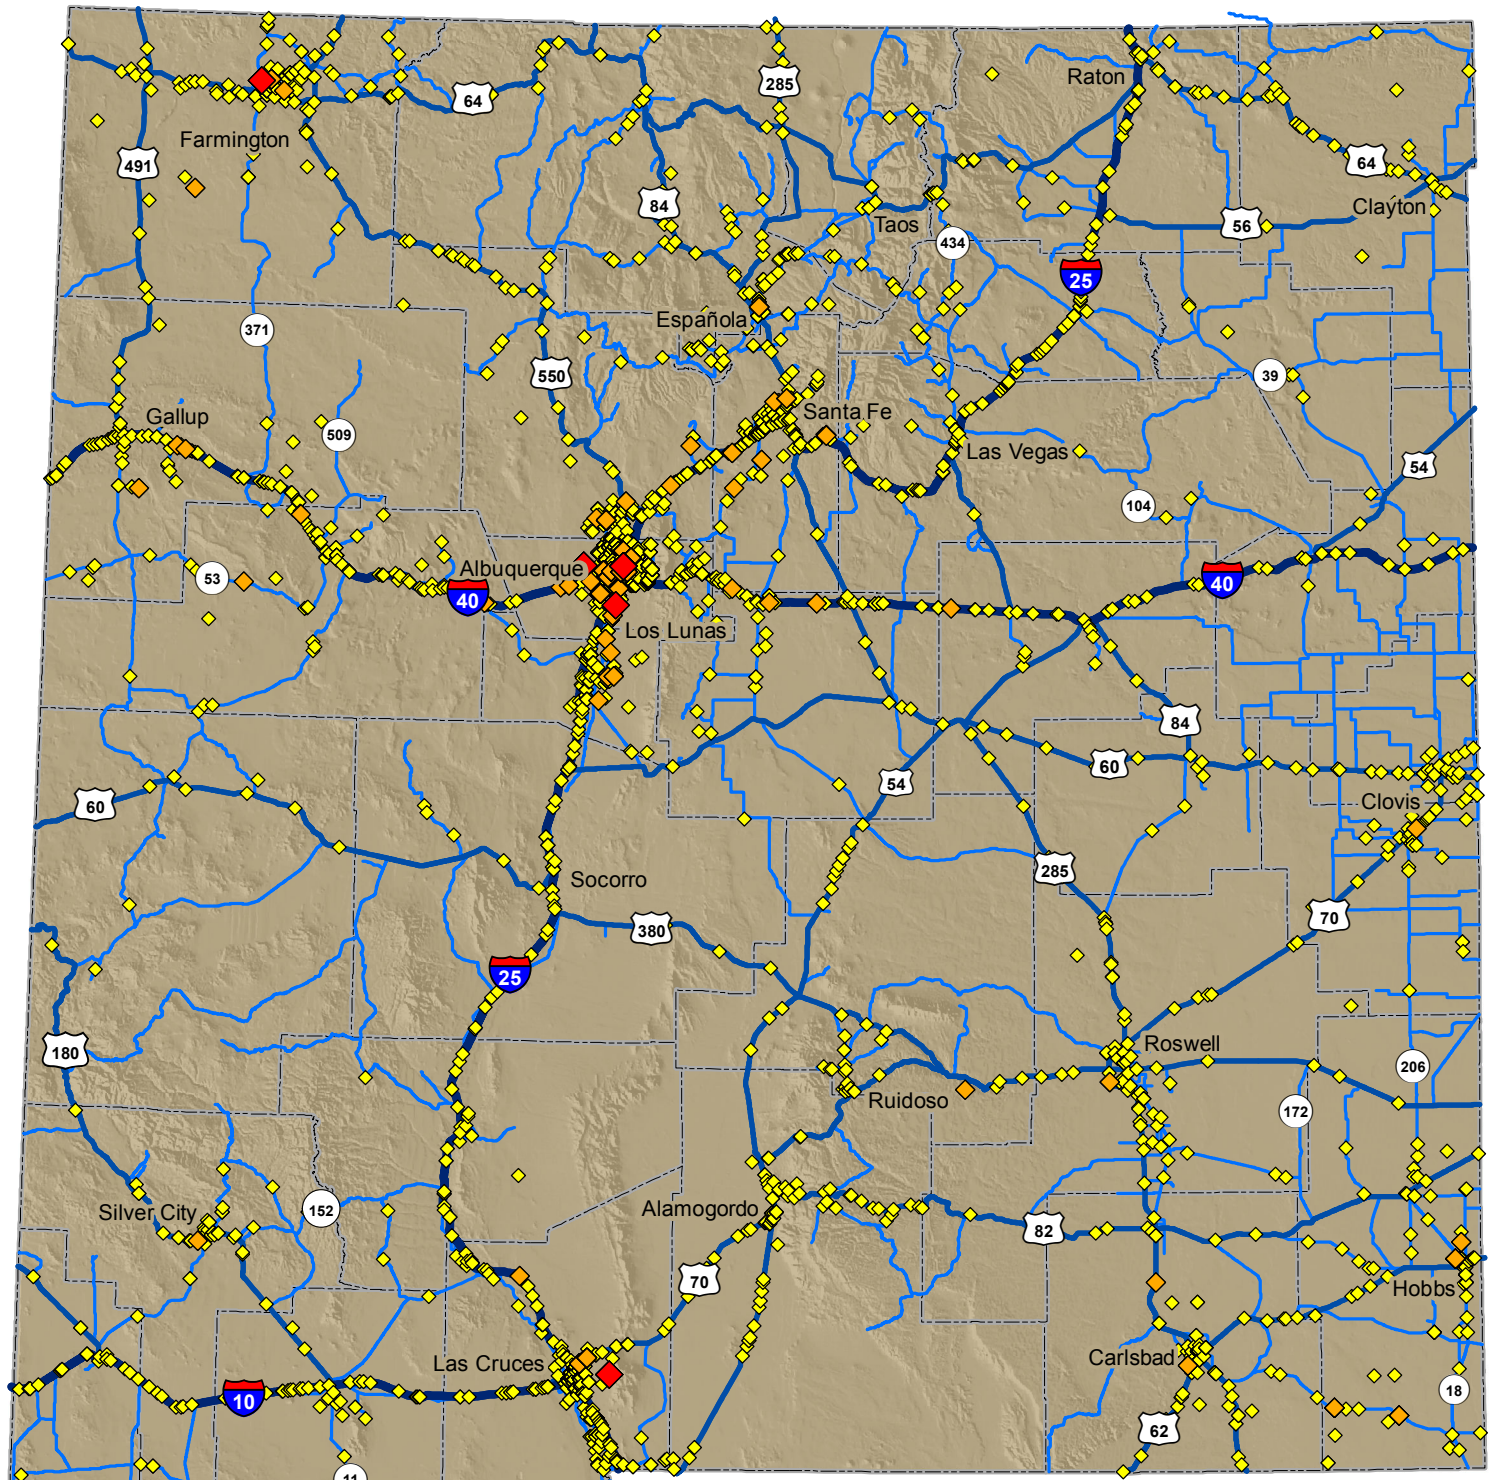 285
Raton
64
Farmington
491
64
84
Clayton
Taos
56
434
25
Española
371
550
39
Santa Fe
Gallup
509
Las Vegas
54
104
Albuquerque
53
40
40
Los Lunas
84
60
54
60
Clovis
285
Socorro
70
380
25
Roswell
180
206
Ruidoso
172
Silver City
152
Alamogordo
82
70
Hobbs
Las Cruces
Carlsbad
10
18
62
11